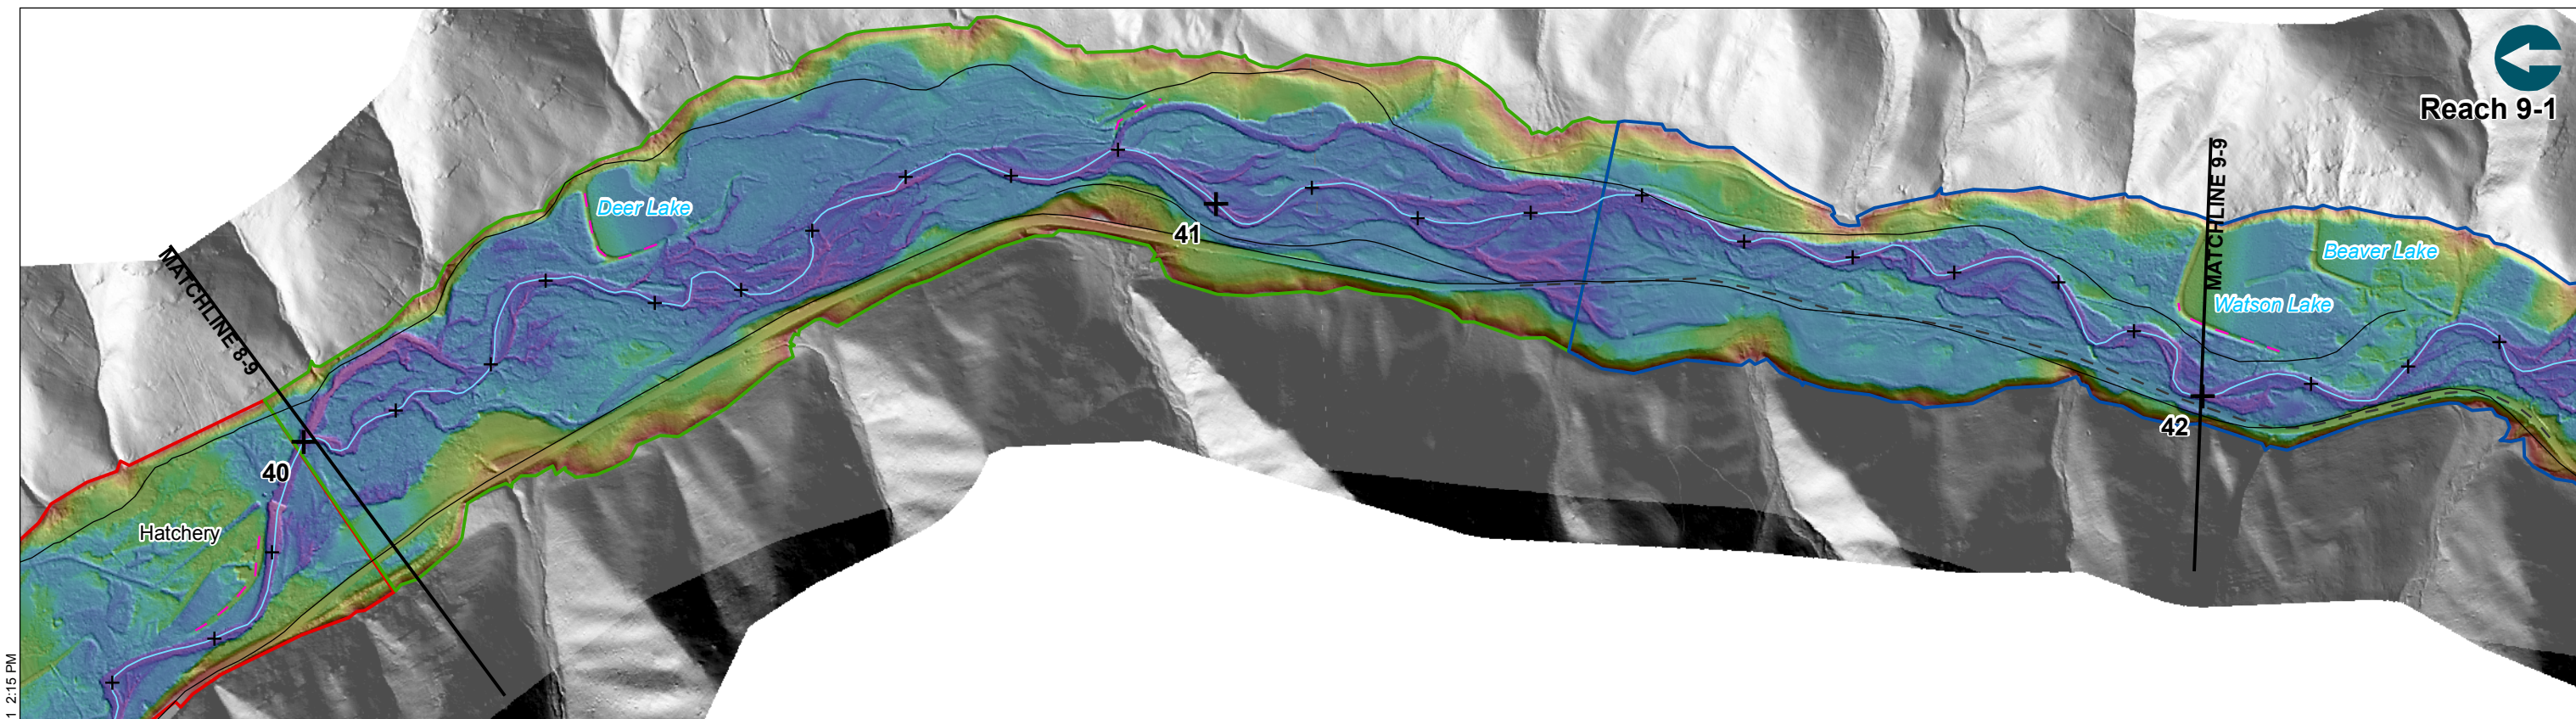 Reach 9-1
MATCHLINE 8-9
Deer Lake
41
MATCHLINE 9-9
Beaver Lake
Watson Lake
42
40
Hatchery
1 2:15 PM